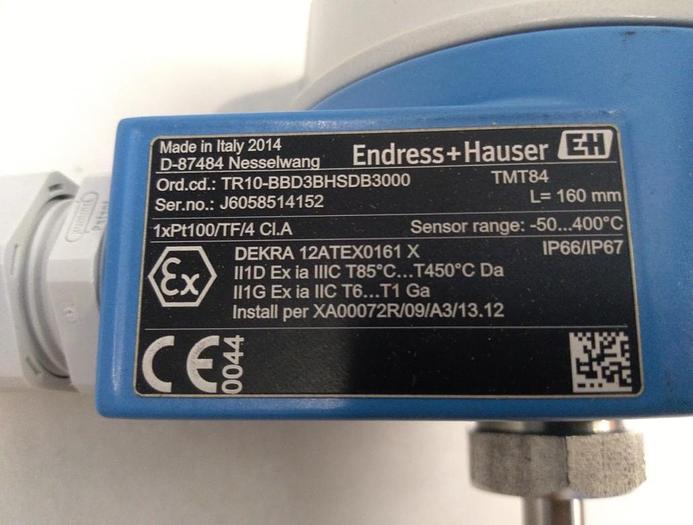 Made in Italy 2014
D-87484 Nesselwang
Endress+Hauser EH
Ord.cd.: TR10-BBD3BHSDB3000 TMT84
Ser.no.: J6058514152 L= 160 mm
1xPt100/TF/4 Cl.A Sensor range: -50...400°C
DEKRA 12ATEX0161 X IP66/IP67
II1D Ex ia IIIC T85°C...T450°C Da
II1G Ex ia IIC T6...T1 Ga
Install per XA00072R/09/A3/13.12
Ex
CE 0044